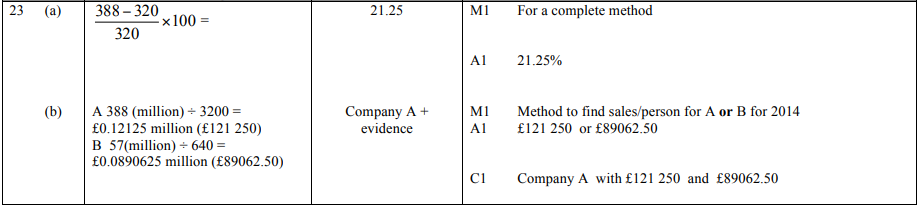 23 (a) 388 – 320 21.25 M1 For a complete method
×100 =
320
A1 21.25%
(b) A 388 (million) ÷ 3200 = Company A + M1 Method to find sales/person for A or B for 2014
£0.12125 million (£121 250) evidence A1 £121 250 or £89062.50
B 57(million) ÷ 640 =
£0.0890625 million (£89062.50)
C1 Company A with £121 250 and £89062.50